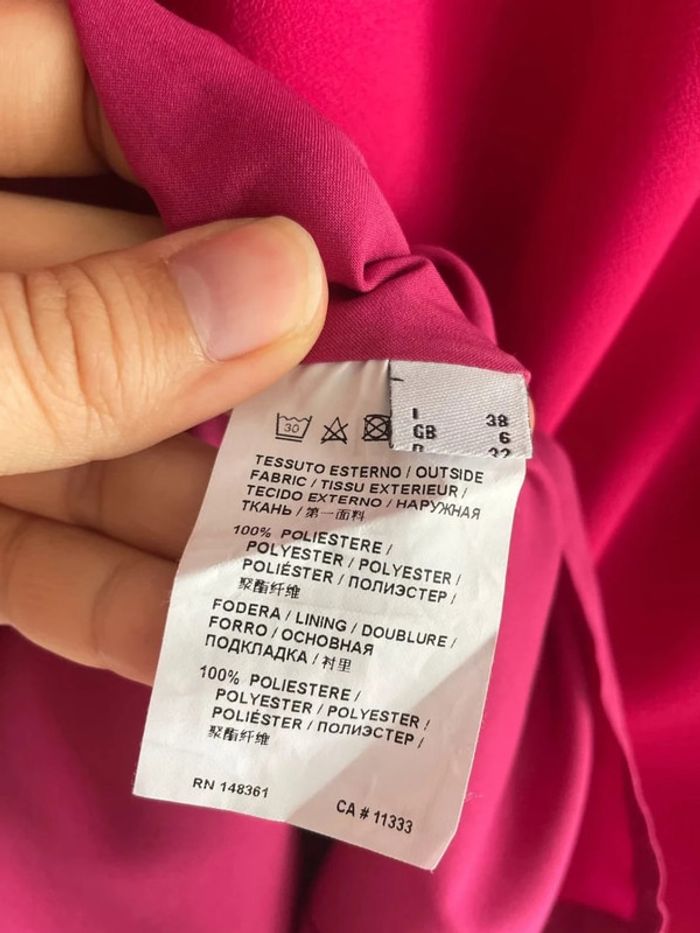 30
I 38
GB 6
D 32
TESSUTO ESTERNO / OUTSIDE
FABRIC / TISSU EXTERIEUR /
TECIDO EXTERNO / НАРУЖНАЯ
ТКАНЬ / 第一面料
100% POLIESTERE /
POLYESTER / POLYESTER /
POLIÉSTER / ПОЛИЭСТЕР /
聚酯纤维
FODERA / LINING / DOUBLURE /
FORRO / ОСНОВНАЯ
ПОДКЛАДКА / 衬里
100% POLIESTERE /
POLYESTER / POLYESTER /
POLIÉSTER / ПОЛИЭСТЕР /
聚酯纤维
RN 148361
CA # 11333